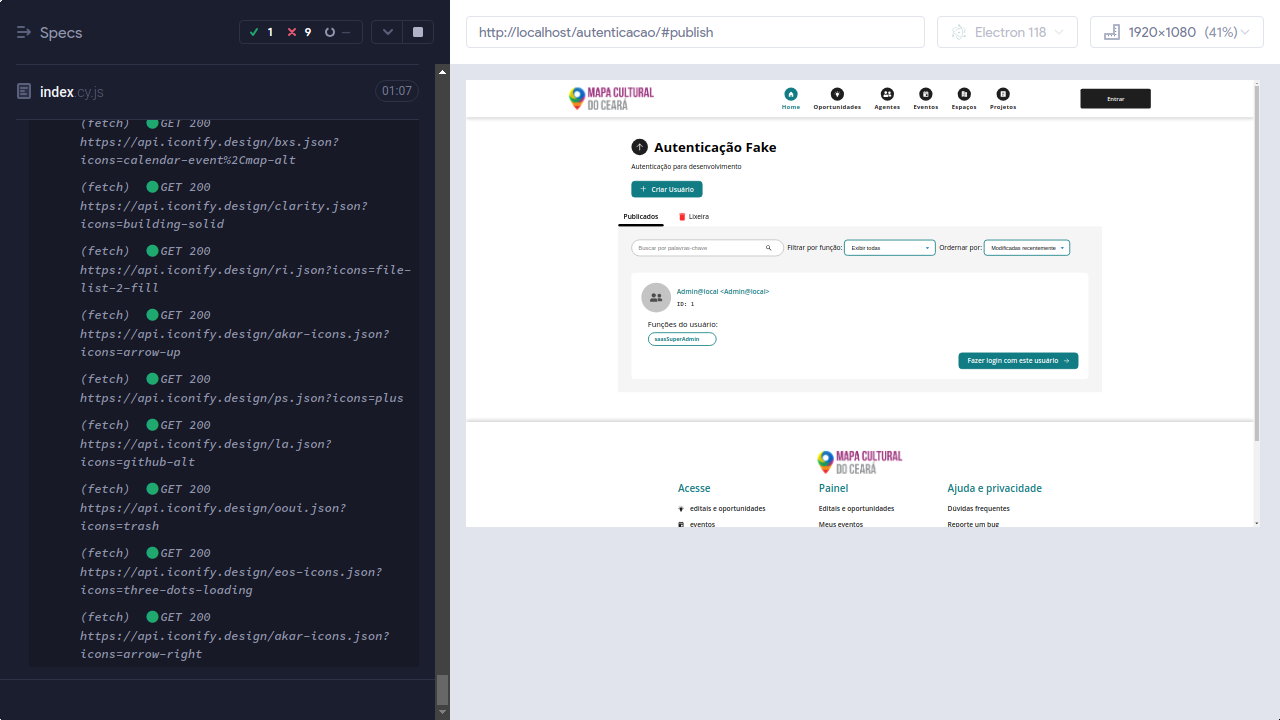 Specs
1
9
--
index.cy.js
01:07
(fetch) GET 200
https://api.iconify.design/bxs.json?
icons=calendar-event%2Cmap-alt
(fetch) GET 200
https://api.iconify.design/clarity.json?
icons=building-solid
(fetch) GET 200
https://api.iconify.design/ri.json?icons=file-
list-2-fill
(fetch) GET 200
https://api.iconify.design/akar-icons.json?
icons=arrow-up
(fetch) GET 200
https://api.iconify.design/ps.json?icons=plus
(fetch) GET 200
https://api.iconify.design/la.json?
icons=github-alt
(fetch) GET 200
https://api.iconify.design/ooui.json?
icons=trash
(fetch) GET 200
https://api.iconify.design/eos-icons.json?
icons=three-dots-loading
(fetch) GET 200
https://api.iconify.design/akar-icons.json?
icons=arrow-right
http://localhost/autenticacao/#publish
Electron 118
1920×1080 (41%)
MAPA CULTURAL
DO CEARÁ
Home
Oportunidades
Agentes
Eventos
Espaços
Projetos
Entrar
Autenticação Fake
Autenticação para desenvolvimento
Criar Usuário
Publicados
Lixeira
Buscar por palavras-chave
Filtrar por função:
Exibir todas
Ordernar por:
Modificadas recentemente
Admin@local <Admin@local>
ID: 1
Funções do usuário:
saasSuperAdmin
Fazer login com este usuário
MAPA CULTURAL
DO CEARÁ
Acesse
Painel
Ajuda e privacidade
editais e oportunidades
Editais e oportunidades
Dúvidas frequentes
eventos
Meus eventos
Reporte um bug